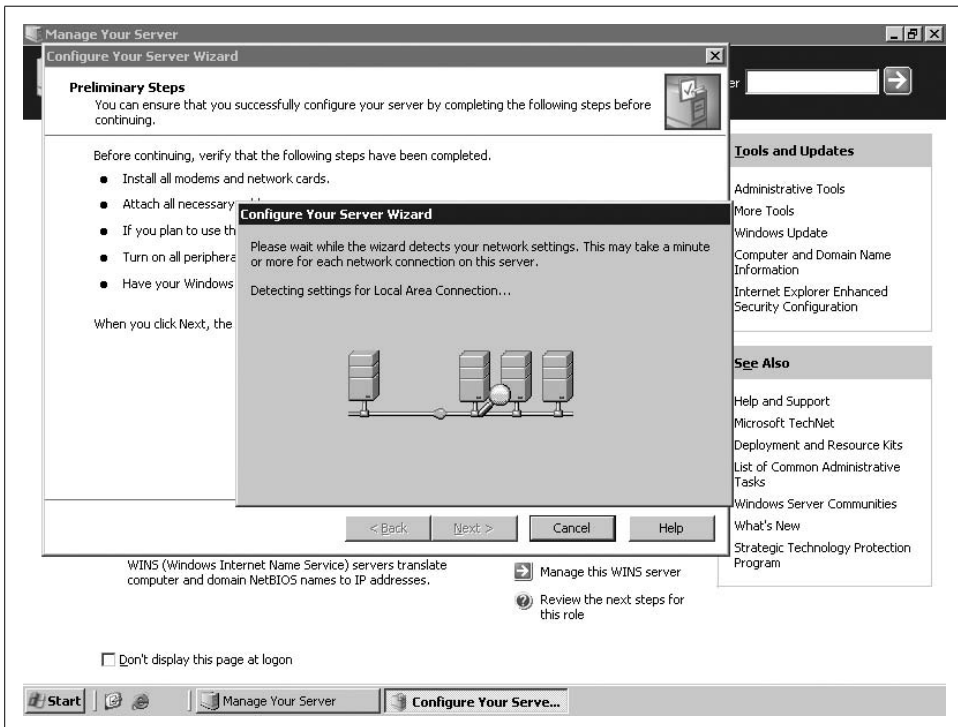 Manage Your Server
Configure Your Server Wizard
Preliminary Steps
You can ensure that you successfully configure your server by completing the following steps before
continuing.
Before continuing, verify that the following steps have been completed.
Install all modems and network cards.
Attach all necessary
If you plan to use th
Turn on all periphera
Have your Windows
When you click Next, the
Configure Your Server Wizard
Please wait while the wizard detects your network settings. This may take a minute
or more for each network connection on this server.
Detecting settings for Local Area Connection...
< Back
Next >
Cancel
Help
er
Tools and Updates
Administrative Tools
More Tools
Windows Update
Computer and Domain Name
Information
Internet Explorer Enhanced
Security Configuration
See Also
Help and Support
Microsoft TechNet
Deployment and Resource Kits
List of Common Administrative
Tasks
Windows Server Communities
What's New
Strategic Technology Protection
Program
WINS (Windows Internet Name Service) servers translate
computer and domain NetBIOS names to IP addresses.
Manage this WINS server
Review the next steps for
this role
Don't display this page at logon
Start
Manage Your Server
Configure Your Serve...